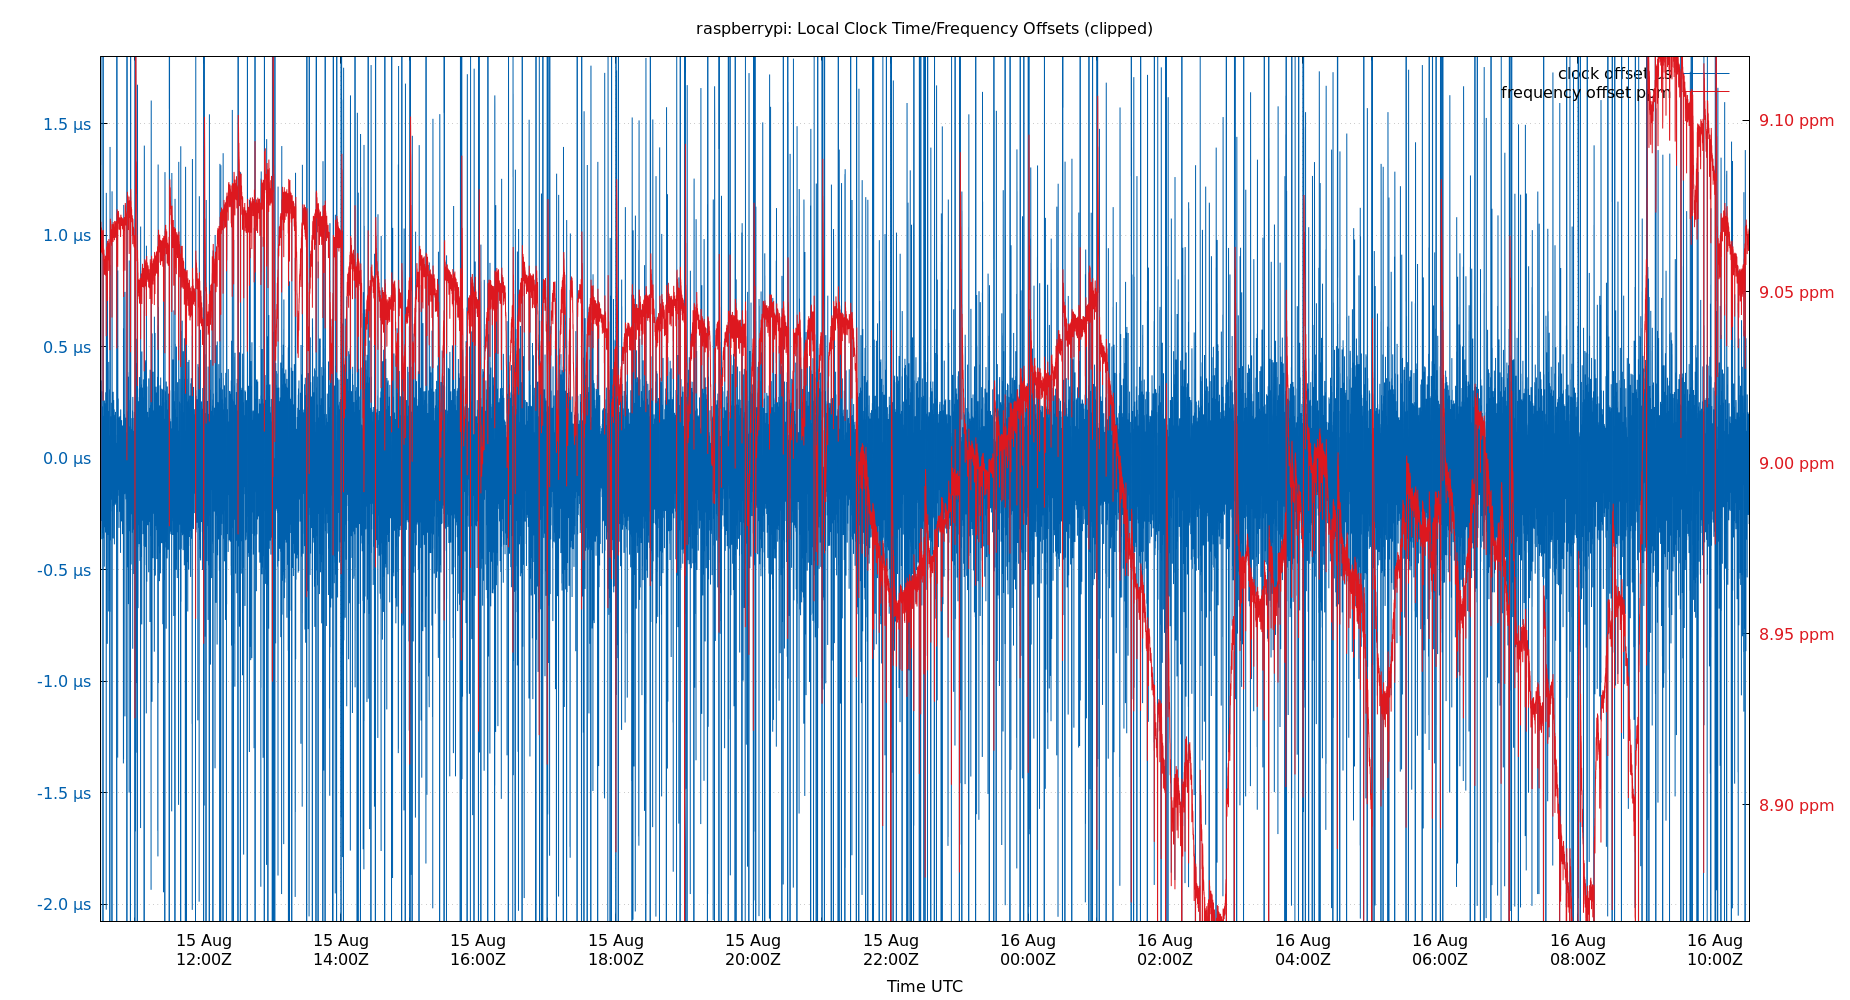 raspberrypi: Local Clock Time/Frequency Offsets (clipped)
clock offset µs
frequency offset ppm
1.5 µs
1.0 µs
0.5 µs
0.0 µs
-0.5 µs
-1.0 µs
-1.5 µs
-2.0 µs
9.10 ppm
9.05 ppm
9.00 ppm
8.95 ppm
8.90 ppm
15 Aug 15 Aug 15 Aug 15 Aug 15 Aug 15 Aug 16 Aug 16 Aug 16 Aug 16 Aug 16 Aug 16 Aug
12:00Z 14:00Z 16:00Z 18:00Z 20:00Z 22:00Z 00:00Z 02:00Z 04:00Z 06:00Z 08:00Z 10:00Z
Time UTC